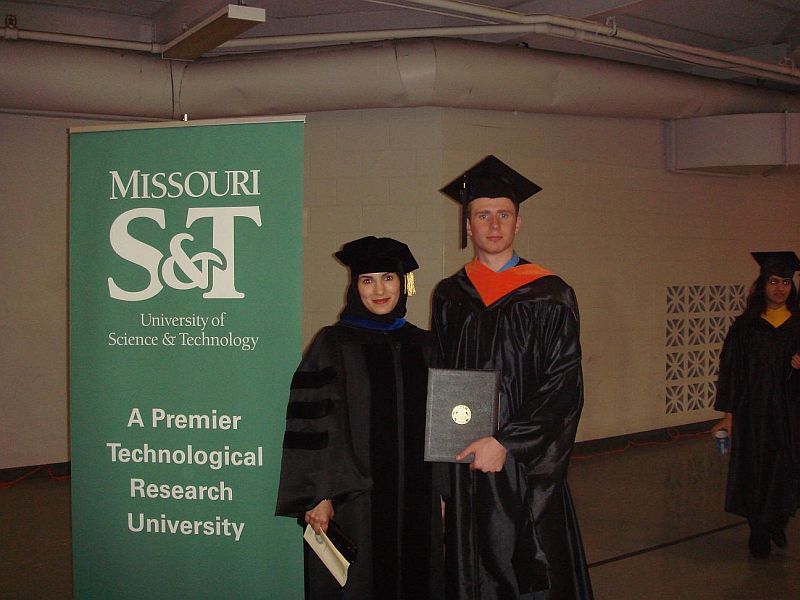 MISSOURI
S&T
University of
Science & Technology
A Premier
Technological
Research
University